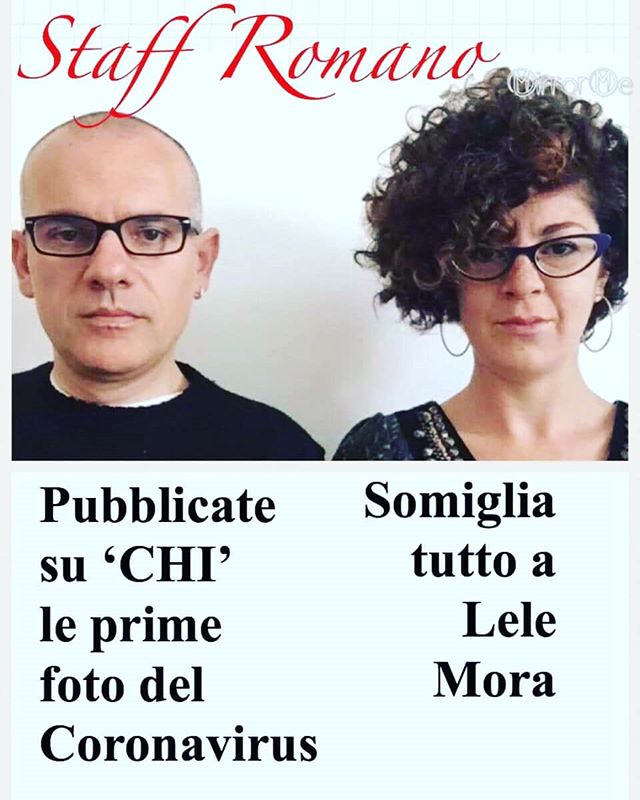 Staff Romano
MirrorMe
Pubblicate
su ‘CHI’
le prime
foto del
Coronavirus
Somiglia
tutto a
Lele
Mora